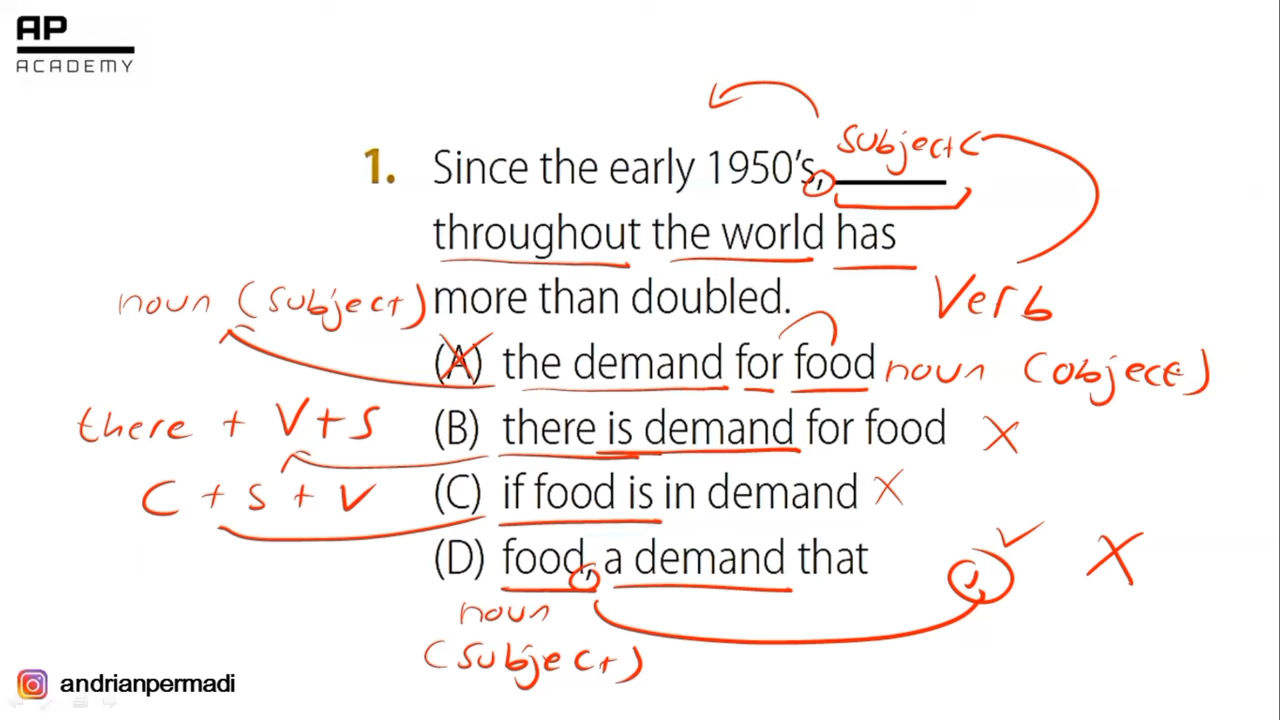 AP
ACADEMY
subject
1. Since the early 1950's, ______
throughout the world has
Verb
noun (subject) more than doubled.
(A) the demand for food noun (object)
there + V+S (B) there is demand for food X
C + S + V (C) if food is in demand X
(D) food, a demand that , ✓ X
noun
(subject)
andrianpermadi